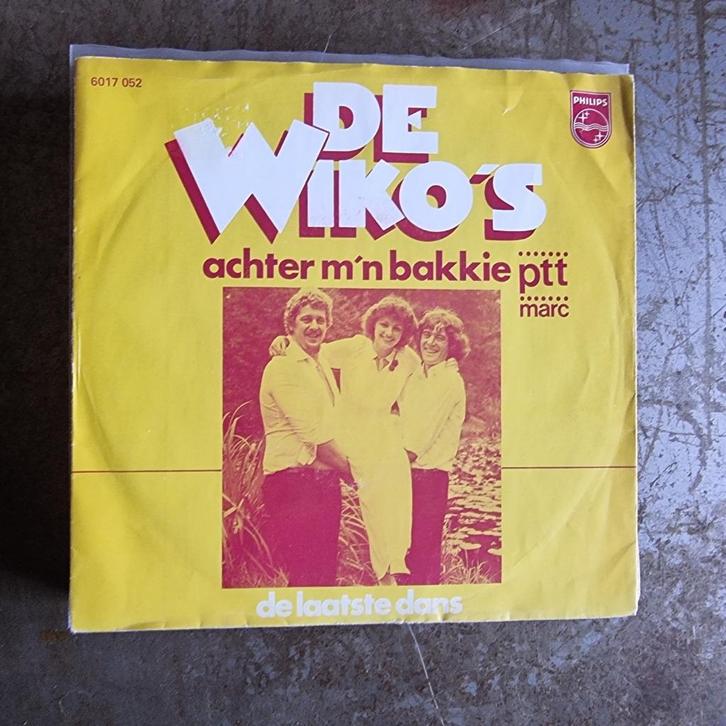 6017 052
PHILIPS
DE
WIKO'S
achter m'n bakkie ptt
marc
de laatste dans